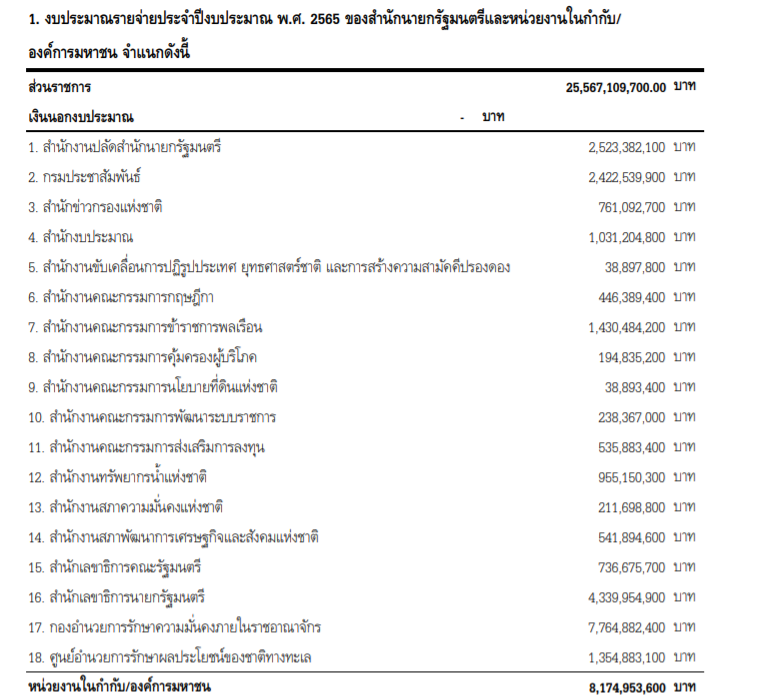 1. งบประมาณรายจ่ายประจำปีงบประมาณ พ.ศ. 2565 ของสำนักนายกรัฐมนตรีและหน่วยงานในกำกับ/
องค์การมหาชน จำแนกดังนี้
ส่วนราชการ 25,567,109,700.00 บาท
เงินนอกงบประมาณ - บาท
1. สำนักงานปลัดสำนักนายกรัฐมนตรี 2,523,382,100 บาท
2. กรมประชาสัมพันธ์ 2,422,539,900 บาท
3. สำนักข่าวกรองแห่งชาติ 761,092,700 บาท
4. สำนักงบประมาณ 1,031,204,800 บาท
5. สำนักงานขับเคลื่อนการปฏิรูปประเทศ ยุทธศาสตร์ชาติ และการสร้างความสามัคคีปรองดอง 38,897,800 บาท
6. สำนักงานคณะกรรมการกฤษฎีกา 446,389,400 บาท
7. สำนักงานคณะกรรมการข้าราชการพลเรือน 1,430,484,200 บาท
8. สำนักงานคณะกรรมการคุ้มครองผู้บริโภค 194,835,200 บาท
9. สำนักงานคณะกรรมการนโยบายที่ดินแห่งชาติ 38,893,400 บาท
10. สำนักงานคณะกรรมการพัฒนาระบบราชการ 238,367,000 บาท
11. สำนักงานคณะกรรมการส่งเสริมการลงทุน 535,883,400 บาท
12. สำนักงานทรัพยากรน้ำแห่งชาติ 955,150,300 บาท
13. สำนักงานสภาความมั่นคงแห่งชาติ 211,698,800 บาท
14. สำนักงานสภาพัฒนาการเศรษฐกิจและสังคมแห่งชาติ 541,894,600 บาท
15. สำนักเลขาธิการคณะรัฐมนตรี 736,675,700 บาท
16. สำนักเลขาธิการนายกรัฐมนตรี 4,339,954,900 บาท
17. กองอำนวยการรักษาความมั่นคงภายในราชอาณาจักร 7,764,882,400 บาท
18. ศูนย์อำนวยการรักษาผลประโยชน์ของชาติทางทะเล 1,354,883,100 บาท
หน่วยงานในกำกับ/องค์การมหาชน 8,174,953,600 บาท